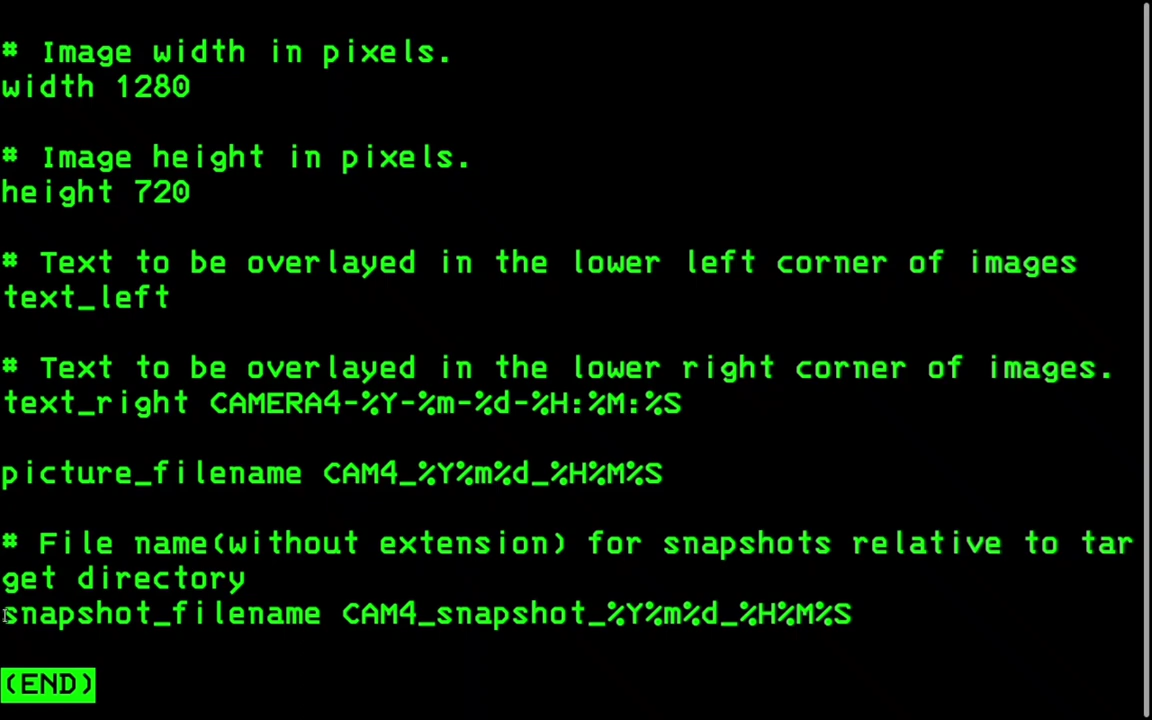 # Image width in pixels.
width 1280
# Image height in pixels.
height 720
# Text to be overlayed in the lower left corner of images
text_left
# Text to be overlayed in the lower right corner of images.
text_right CAMERA4-%Y-%m-%d-%H:%M:%S
picture_filename CAM4_%Y%m%d_%H%M%S
# File name(without extension) for snapshots relative to tar
get directory
snapshot_filename CAM4_snapshot_%Y%m%d_%H%M%S
(END)